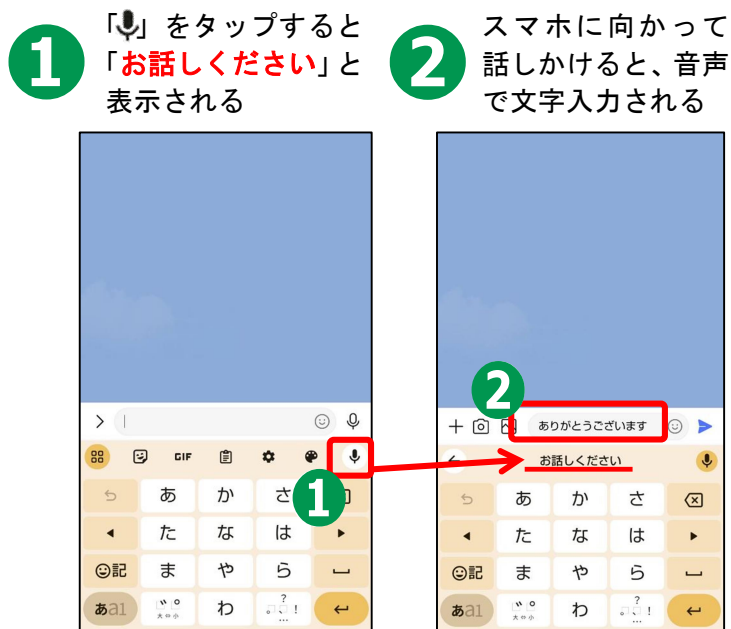 1
「」をタップすると
「お話しください」と
表示される
2
スマホに向かって
話しかけると、音声
で文字入力される
GIF
1
あ か さ
た な は
記 ま や ら
あa1 大⇔小 わ 。、?!…
2
ありがとうございます
お話しください
あ か さ
た な は
記 ま や ら
あa1 大⇔小 わ 。、?!…